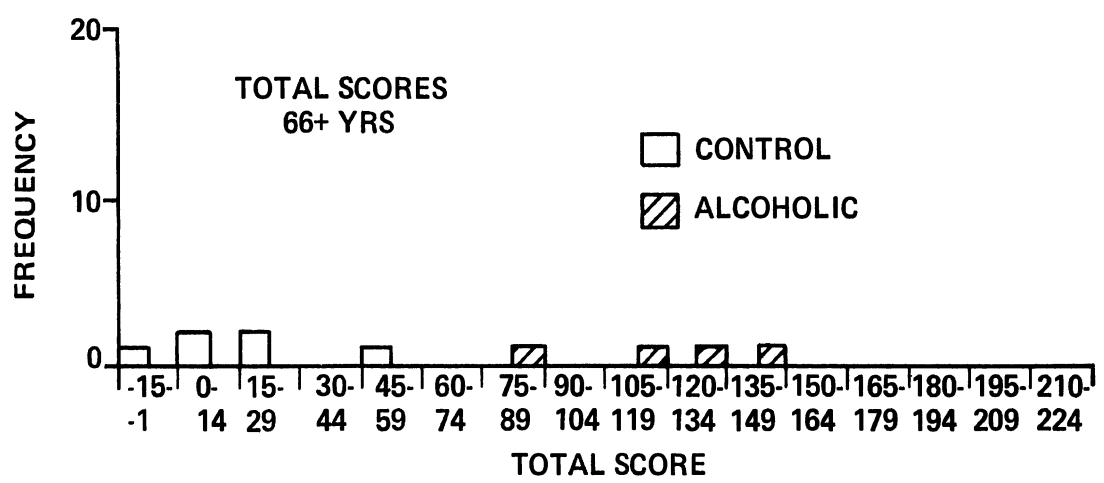 20
TOTAL SCORES
66+ YRS
CONTROL
ALCOHOLIC
10
FREQUENCY
0
-15- 0- 15- 30- 45- 60- 75- 90- 105- 120- 135- 150- 165- 180- 195- 210-
-1 14 29 44 59 74 89 104 119 134 149 164 179 194 209 224
TOTAL SCORE